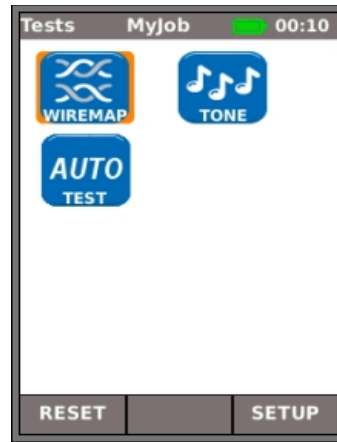 Tests MyJob 00:10
WIREMAP TONE
AUTO
TEST
RESET SETUP